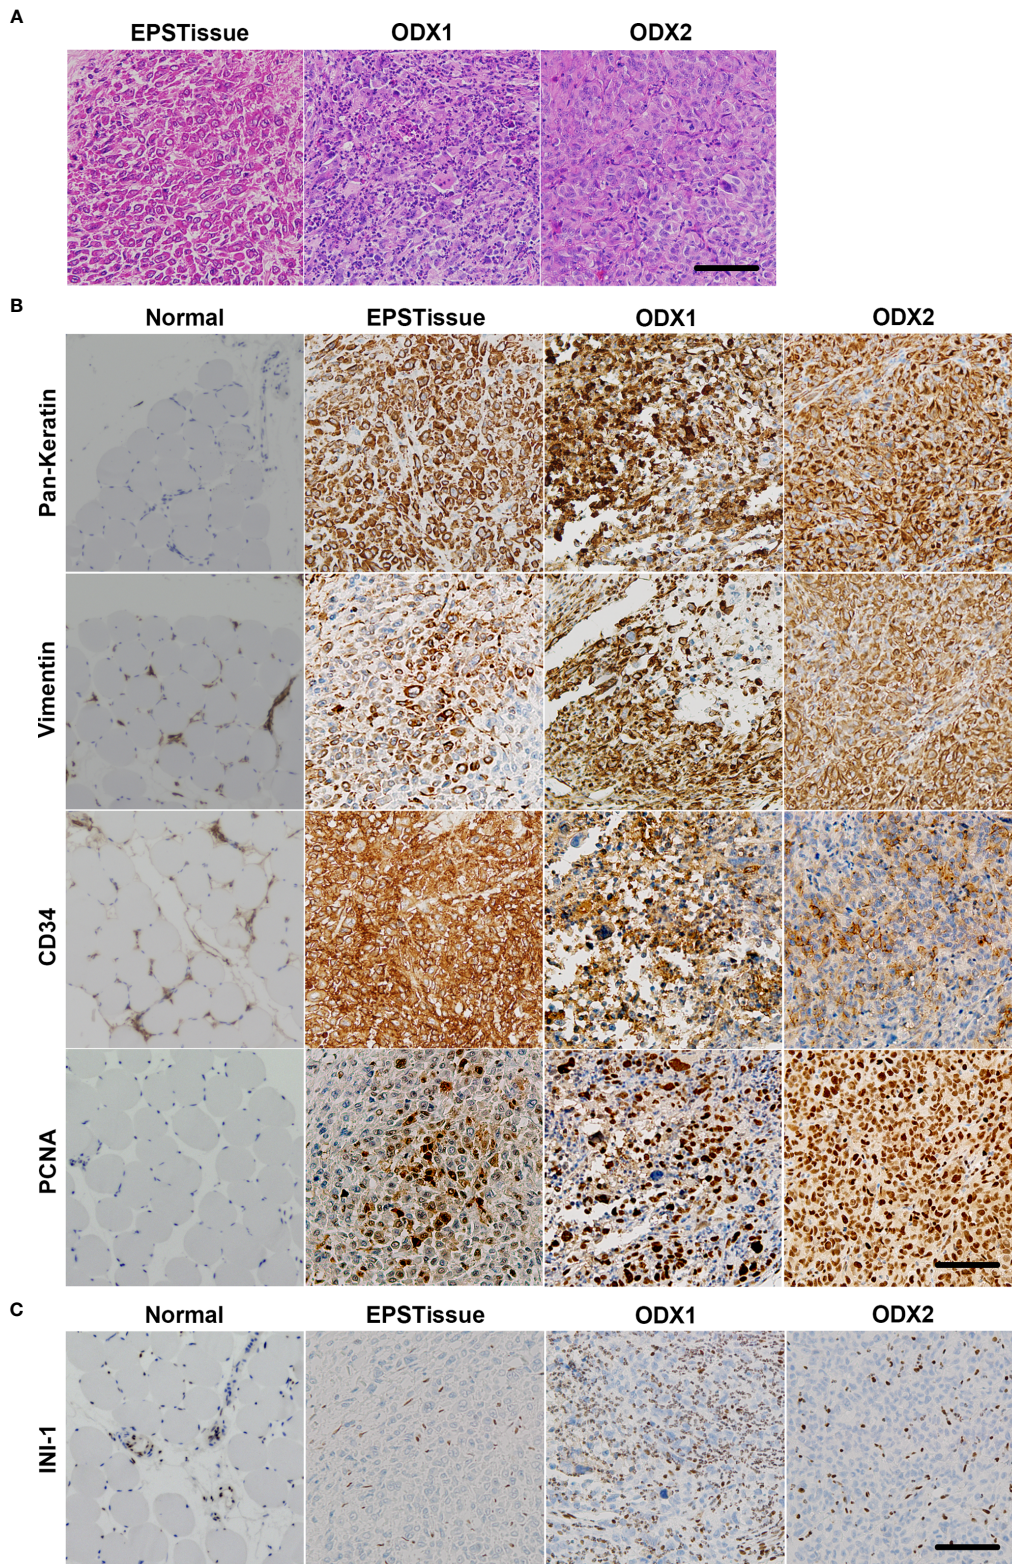 A
EPSTissue ODX1 ODX2
B
Normal EPSTissue ODX1 ODX2
Pan-Keratin
Vimentin
CD34
PCNA
C
Normal EPSTissue ODX1 ODX2
INI-1